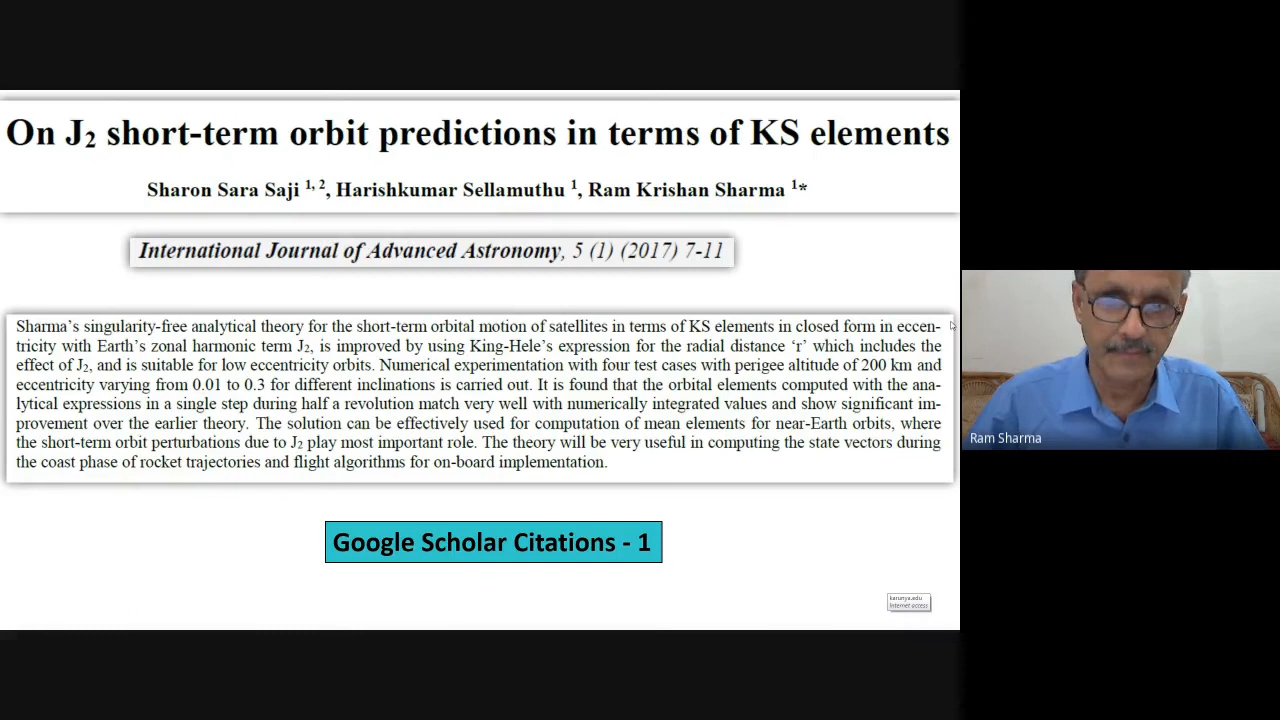 On J2 short-term orbit predictions in terms of KS elements
Sharon Sara Saji 1, 2, Harishkumar Sellamuthu 1, Ram Krishan Sharma 1*
International Journal of Advanced Astronomy, 5 (1) (2017) 7-11
Sharma’s singularity-free analytical theory for the short-term orbital motion of satellites in terms of KS elements in closed form in eccen-
tricity with Earth’s zonal harmonic term J2, is improved by using King-Hele’s expression for the radial distance ‘r’ which includes the
effect of J2, and is suitable for low eccentricity orbits. Numerical experimentation with four test cases with perigee altitude of 200 km and
eccentricity varying from 0.01 to 0.3 for different inclinations is carried out. It is found that the orbital elements computed with the ana-
lytical expressions in a single step during half a revolution match very well with numerically integrated values and show significant im-
provement over the earlier theory. The solution can be effectively used for computation of mean elements for near-Earth orbits, where
the short-term orbit perturbations due to J2 play most important role. The theory will be very useful in computing the state vectors during
the coast phase of rocket trajectories and flight algorithms for on-board implementation.
Ram Sharma
Google Scholar Citations - 1
karunya.edu
Internet access